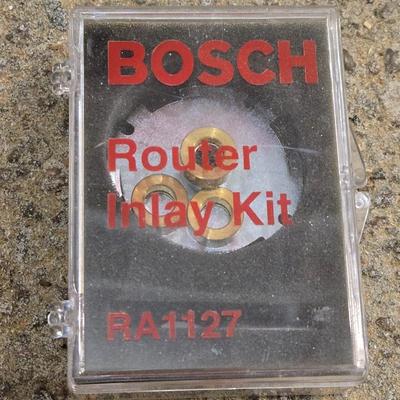 BOSCH
Router
Inlay Kit
RA1127